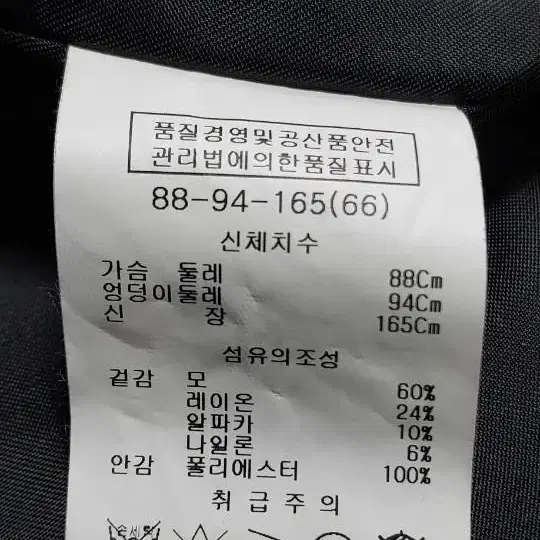 품질경영및공산품안전
관리법에의한품질표시
88-94-165(66)
신체치수
가슴 둘레 88Cm
엉덩이둘레 94Cm
신 장 165Cm
섬유의조성
겉감 모 60%
레이온 24%
알파카 10%
나일론 6%
안감 폴리에스터 100%
취급주의
손세탁